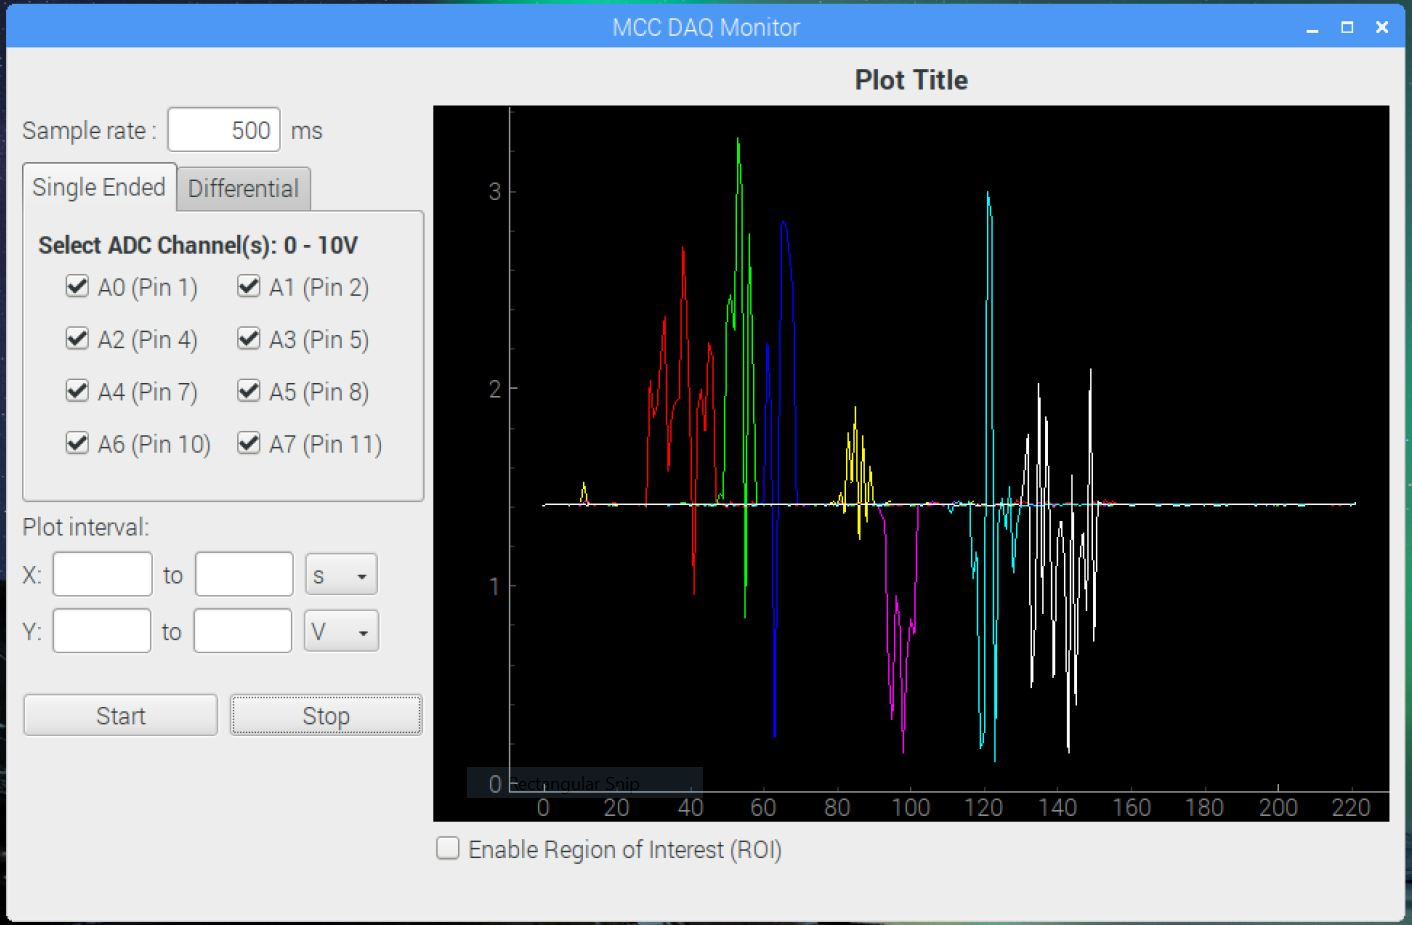 MCC DAQ Monitor
Plot Title
Sample rate : 500 ms
Single Ended Differential
Select ADC Channel(s): 0 - 10V
A0 (Pin 1) A1 (Pin 2)
A2 (Pin 4) A3 (Pin 5)
A4 (Pin 7) A5 (Pin 8)
A6 (Pin 10) A7 (Pin 11)
Plot interval:
X: to s
Y: to V
Start Stop
3
2
1
0
Rectangular Snip
0 20 40 60 80 100 120 140 160 180 200 220
Enable Region of Interest (ROI)